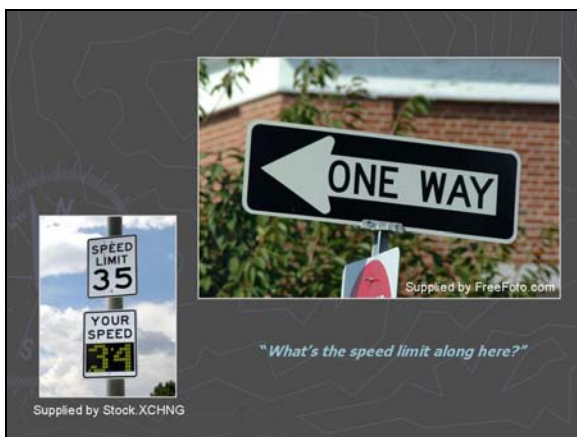 ONE WAY
Supplied by FreeFoto.com
SPEED
LIMIT
35
YOUR
SPEED
34
"What's the speed limit along here?"
Supplied by Stock.XCHNG
N